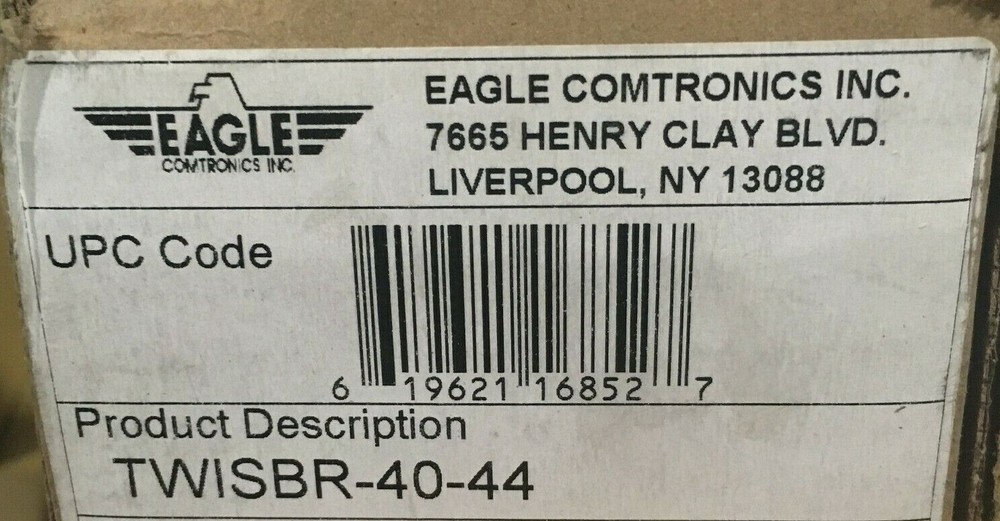 EAGLE
COMTRONICS INC.
EAGLE COMTRONICS INC.
7665 HENRY CLAY BLVD.
LIVERPOOL, NY 13088
UPC Code
6 19621 16852 7
Product Description
TWISBR-40-44